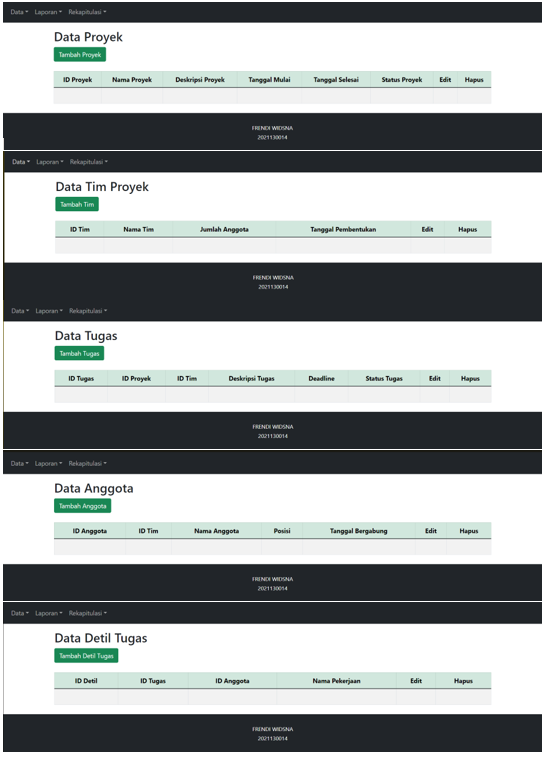 Data Laporan Rekapitulasi
Data Proyek
Tambah Proyek
ID Proyek Nama Proyek Deskripsi Proyek Tanggal Mulai Tanggal Selesai Status Proyek Edit Hapus
FRENDI WIDSNA
2021130014
Data Laporan Rekapitulasi
Data Tim Proyek
Tambah Tim
ID Tim Nama Tim Jumlah Anggota Tanggal Pembentukan Edit Hapus
FRENDI WIDSNA
2021130014
Data Laporan Rekapitulasi
Data Tugas
Tambah Tugas
ID Tugas ID Proyek ID Tim Deskripsi Tugas Deadline Status Tugas Edit Hapus
FRENDI WIDSNA
2021130014
Data Laporan Rekapitulasi
Data Anggota
Tambah Anggota
ID Anggota ID Tim Nama Anggota Posisi Tanggal Bergabung Edit Hapus
FRENDI WIDSNA
2021130014
Data Laporan Rekapitulasi
Data Detil Tugas
Tambah Detil Tugas
ID Detil ID Tugas ID Anggota Nama Pekerjaan Edit Hapus
FRENDI WIDSNA
2021130014